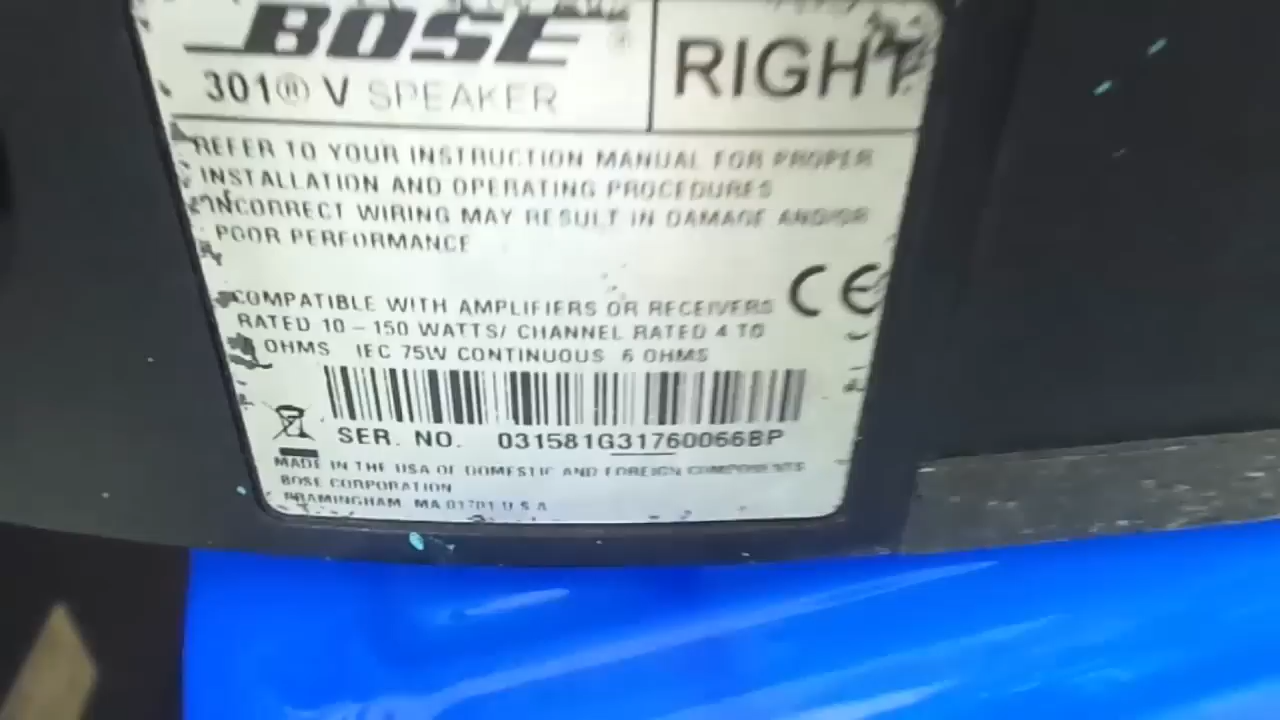 BOSE®
301® V SPEAKER
RIGHT
REFER TO YOUR INSTRUCTION MANUAL FOR PROPER
INSTALLATION AND OPERATING PROCEDURES
INCORRECT WIRING MAY RESULT IN DAMAGE AND/OR
POOR PERFORMANCE
CE
COMPATIBLE WITH AMPLIFIERS OR RECEIVERS
RATED 10 – 150 WATTS/ CHANNEL RATED 4 TO
OHMS IEC 75W CONTINUOUS 6 OHMS
SER. NO. 031581G31760066BP
MADE IN THE USA OF DOMESTIC AND FOREIGN COMPONENTS
BOSE CORPORATION
FRAMINGHAM, MA 01701 U.S.A